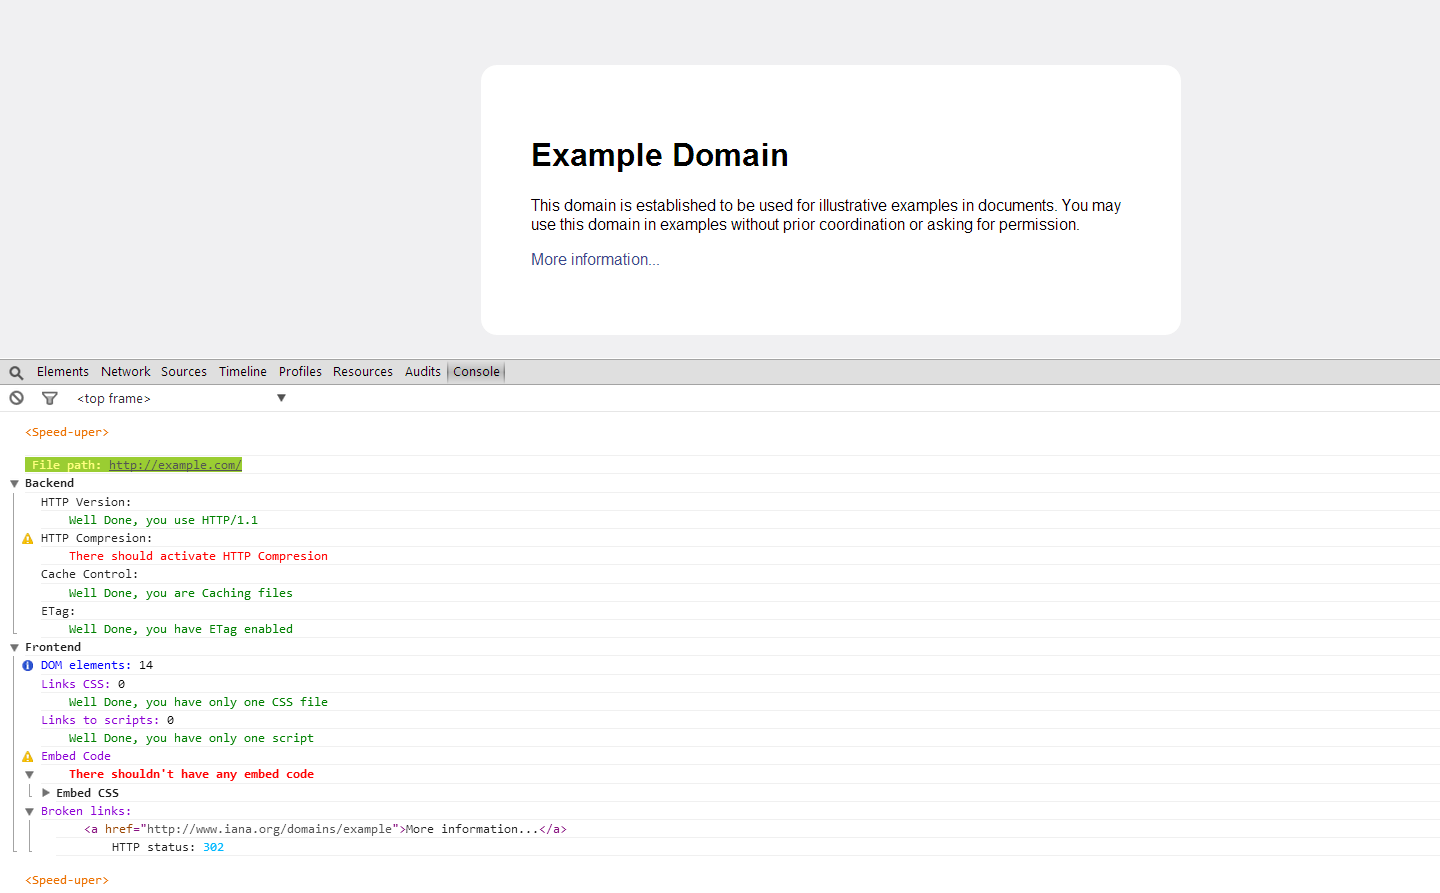 Example Domain
This domain is established to be used for illustrative examples in documents. You may
use this domain in examples without prior coordination or asking for permission.
More information...
Elements Network Sources Timeline Profiles Resources Audits Console
<top frame>
<Speed-uper>
File path: http://example.com/
Backend
HTTP Version:
Well Done, you use HTTP/1.1
HTTP Compresion:
There should activate HTTP Compresion
Cache Control:
Well Done, you are Caching files
ETag:
Well Done, you have ETag enabled
Frontend
DOM elements: 14
Links CSS: 0
Well Done, you have only one CSS file
Links to scripts: 0
Well Done, you have only one script
Embed Code
There shouldn't have any embed code
Embed CSS
Broken links:
<a href="http://www.iana.org/domains/example">More information...</a>
HTTP status: 302
<Speed-uper>